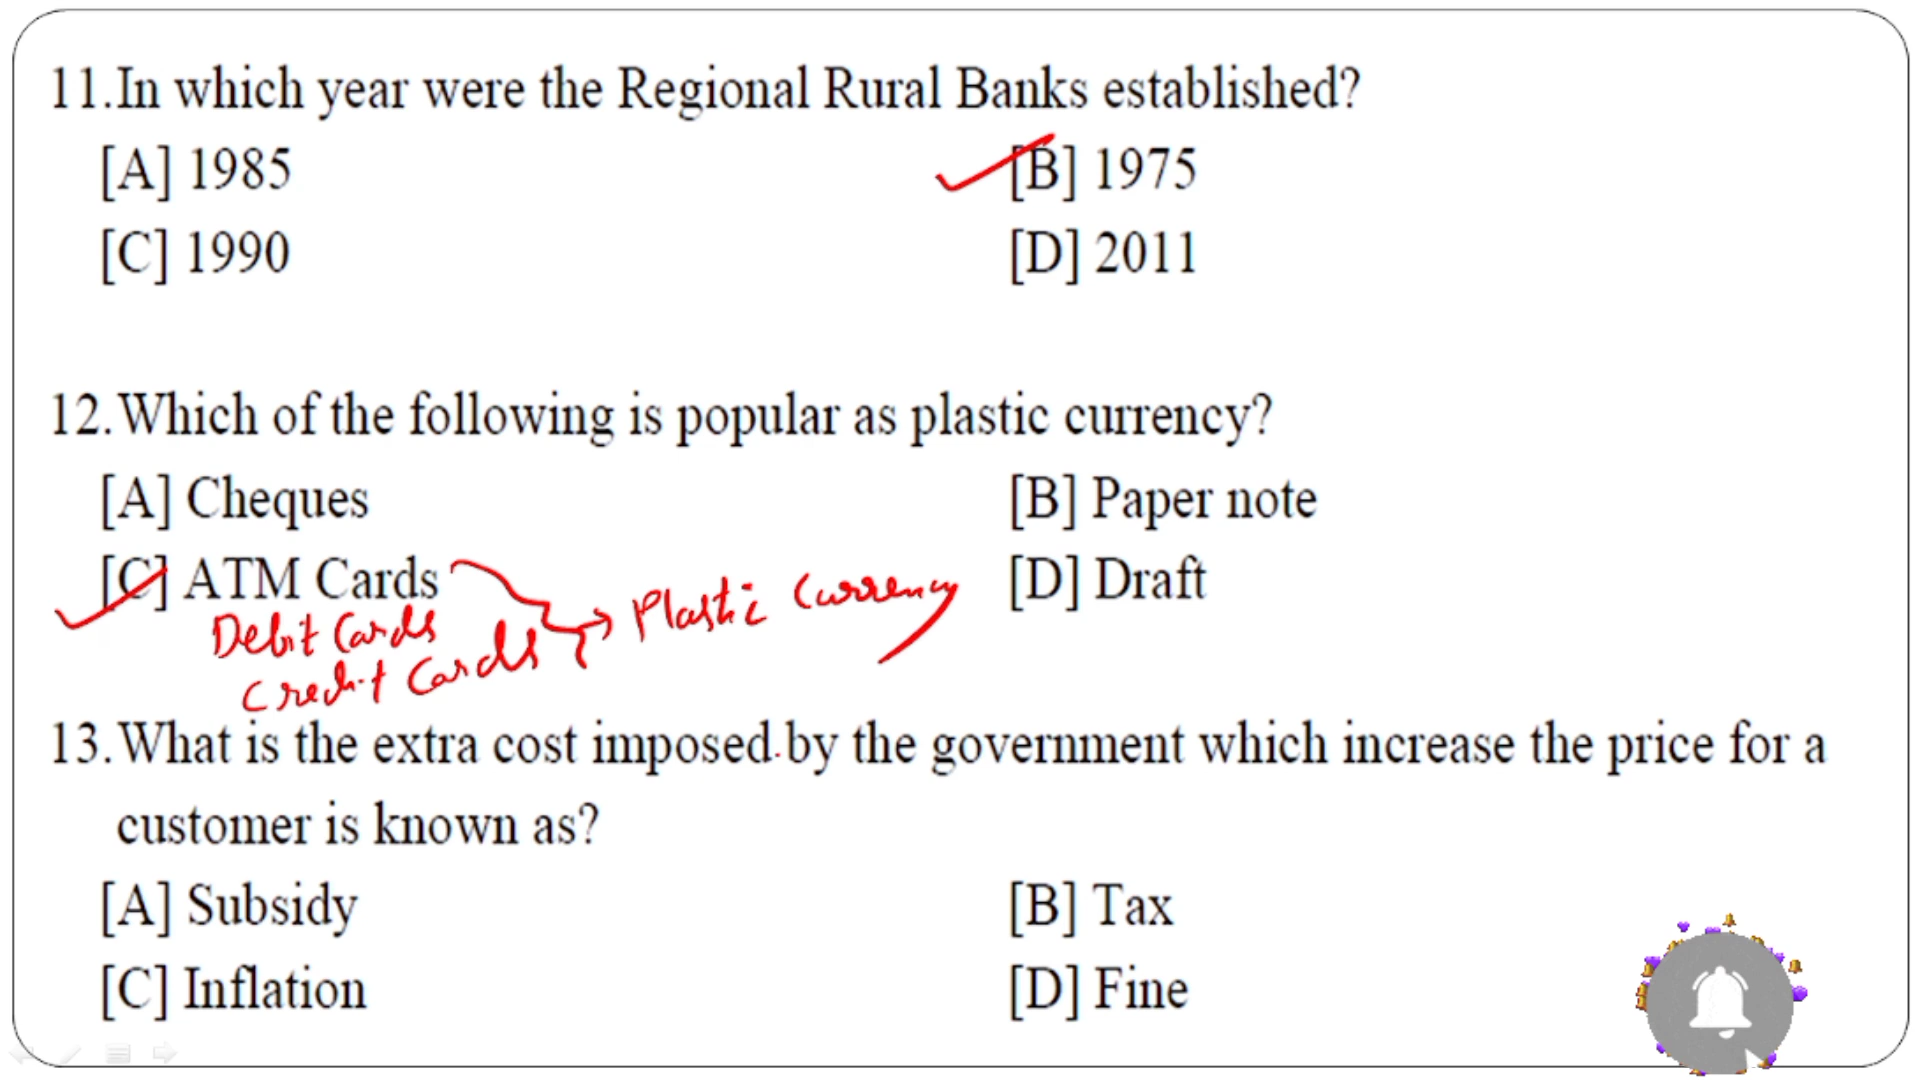 11.In which year were the Regional Rural Banks established?
[A] 1985 [B] 1975
[C] 1990 [D] 2011
12.Which of the following is popular as plastic currency?
[A] Cheques [B] Paper note
[C] ATM Cards [D] Draft
Debit Cards
Credit Cards
Plastic Currency
13.What is the extra cost imposed by the government which increase the price for a
customer is known as?
[A] Subsidy [B] Tax
[C] Inflation [D] Fine